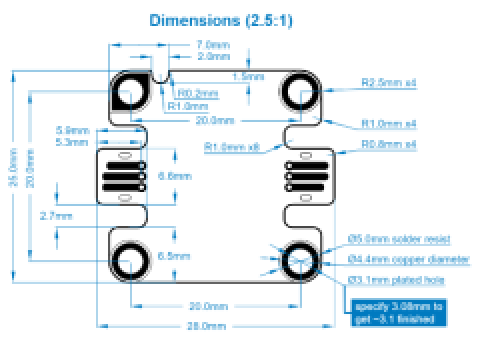 Dimensions (2.5:1)
7.0mm
2.0mm
1.5mm
R0.2mm
R1.0mm
R2.5mm x4
20.0mm
R1.0mm x4
5.9mm
5.3mm
R1.0mm x8
R0.8mm x4
25.0mm
20.0mm
6.6mm
2.7mm
6.5mm
Ø5.0mm solder resist
Ø4.4mm copper diameter
Ø3.1mm plated hole
20.0mm
28.0mm
specify 3.08mm to
get ~3.1 finished